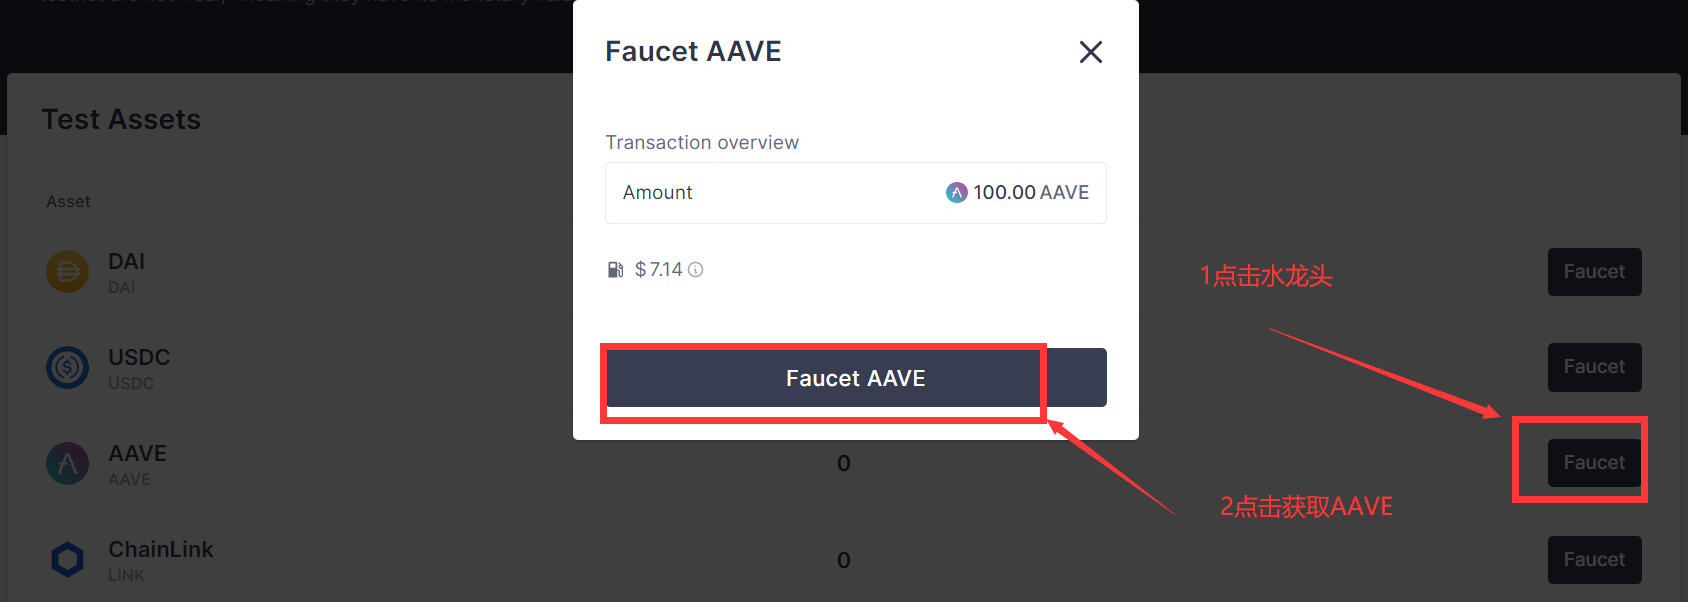 Faucet AAVE
Test Assets
Transaction overview
Amount
100.00 AAVE
Asset
$ 7.14
DAI
DAI
Faucet
1点击水龙头
USDC
USDC
Faucet
Faucet AAVE
AAVE
AAVE
0
Faucet
2点击获取AAVE
ChainLink
LINK
0
Faucet